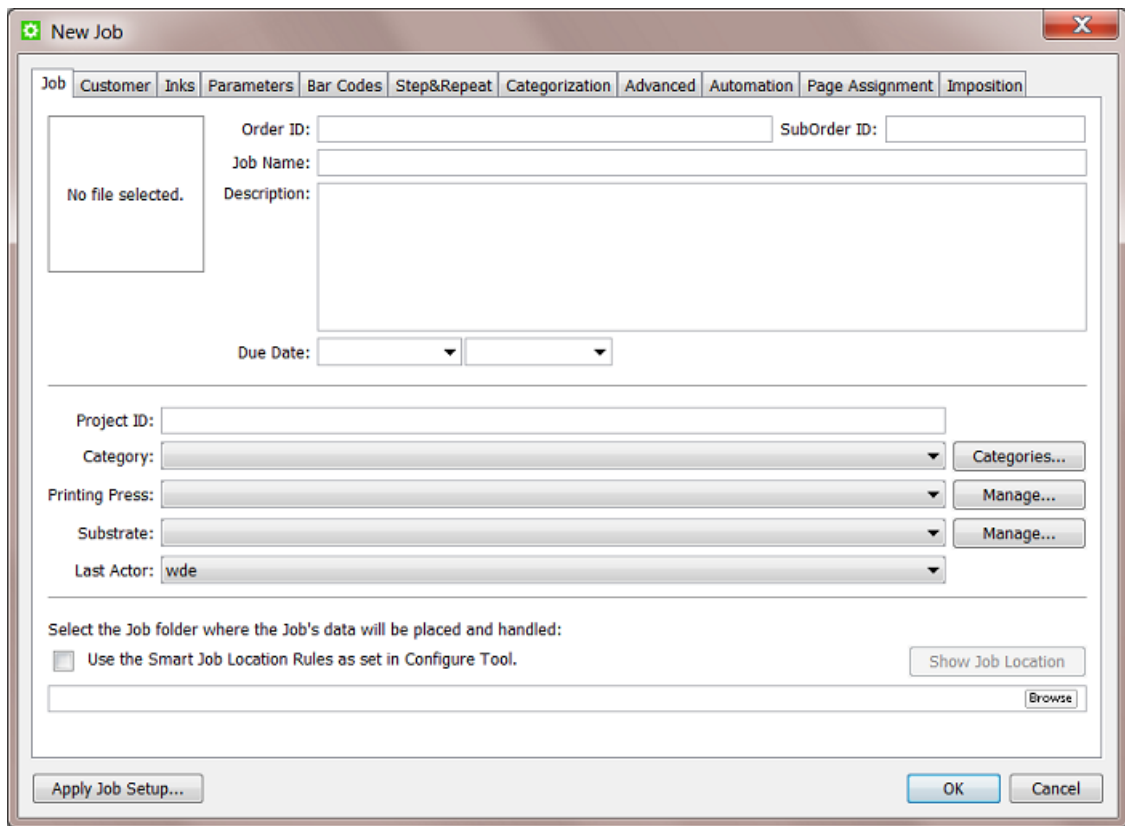 New Job
Job Customer Inks Parameters Bar Codes Step&Repeat Categorization Advanced Automation Page Assignment Imposition
No file selected.
Order ID: SubOrder ID:
Job Name:
Description:
Due Date:
Project ID:
Category: Categories...
Printing Press: Manage...
Substrate: Manage...
Last Actor: wde
Select the Job folder where the Job's data will be placed and handled:
Use the Smart Job Location Rules as set in Configure Tool. Show Job Location
Browse
Apply Job Setup... OK Cancel